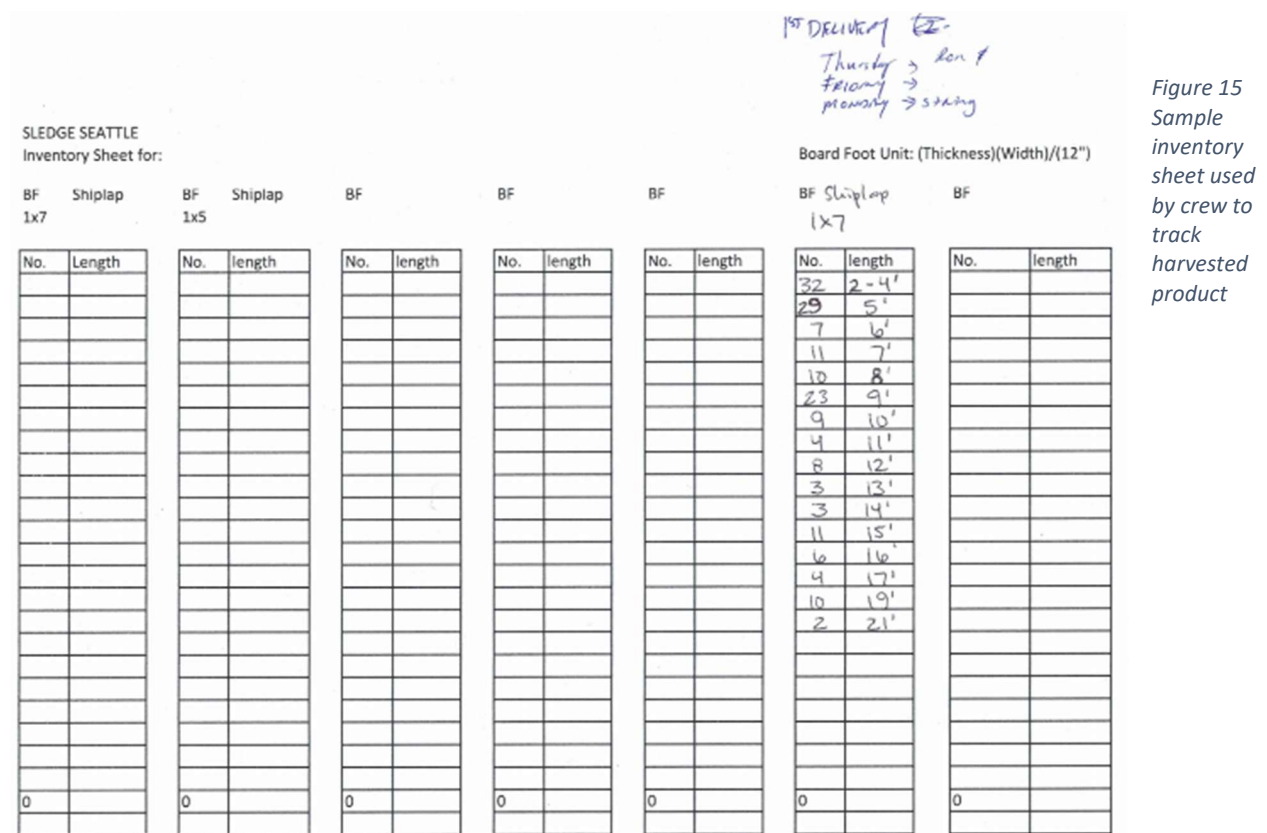 1ST DELIVERY
Thursday →
FRIDAY →
MONDAY →
SLEDGE SEATTLE
Inventory Sheet for:
Board Foot Unit: (Thickness)(Width)/(12")
BF Shiplap BF Shiplap BF BF BF BF Shiplap BF
1x7 1x5 1x7
No. Length No. length No. length No. length No. length No. length No. length
32 2-4'
29 5'
7 6'
11 7'
10 8'
23 9'
9 10'
4 11'
8 12'
3 13'
3 14'
11 15'
6 16'
4 17'
10 19'
2 21'
0 0 0 0 0 0 0
Figure 15
Sample
inventory
sheet used
by crew to
track
harvested
product